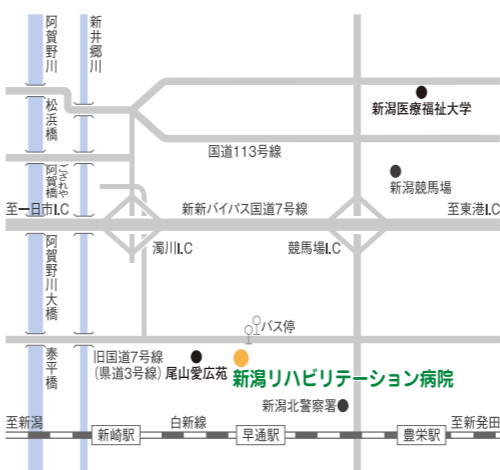 阿賀野川
新井郷川
松浜橋
新潟医療福祉大学
国道113号線
ござれや
阿賀橋
新潟競馬場
至一日市I.C
新新バイパス国道7号線
至東港I.C
濁川I.C
競馬場I.C
阿賀野川大橋
バス停
泰平橋
旧国道7号線
(県道3号線)
尾山愛広苑
新潟リハビリテーション病院
新潟北警察署
至新潟
白新線
至新発田
新崎駅
早通駅
豊栄駅